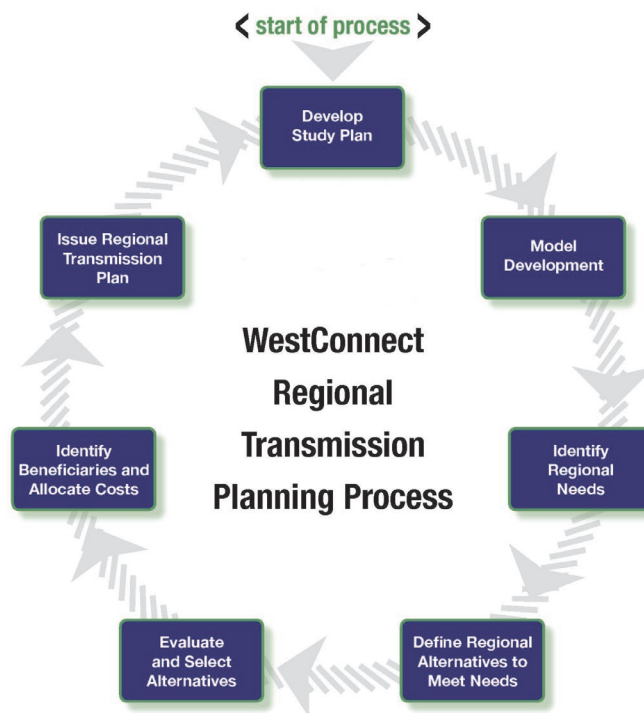 < start of process >
Develop
Study Plan
Model
Development
Identify
Regional
Needs
Define Regional
Alternatives to
Meet Needs
Evaluate
and Select
Alternatives
Identify
Beneficiaries and
Allocate Costs
Issue Regional
Transmission
Plan
WestConnect
Regional
Transmission
Planning Process